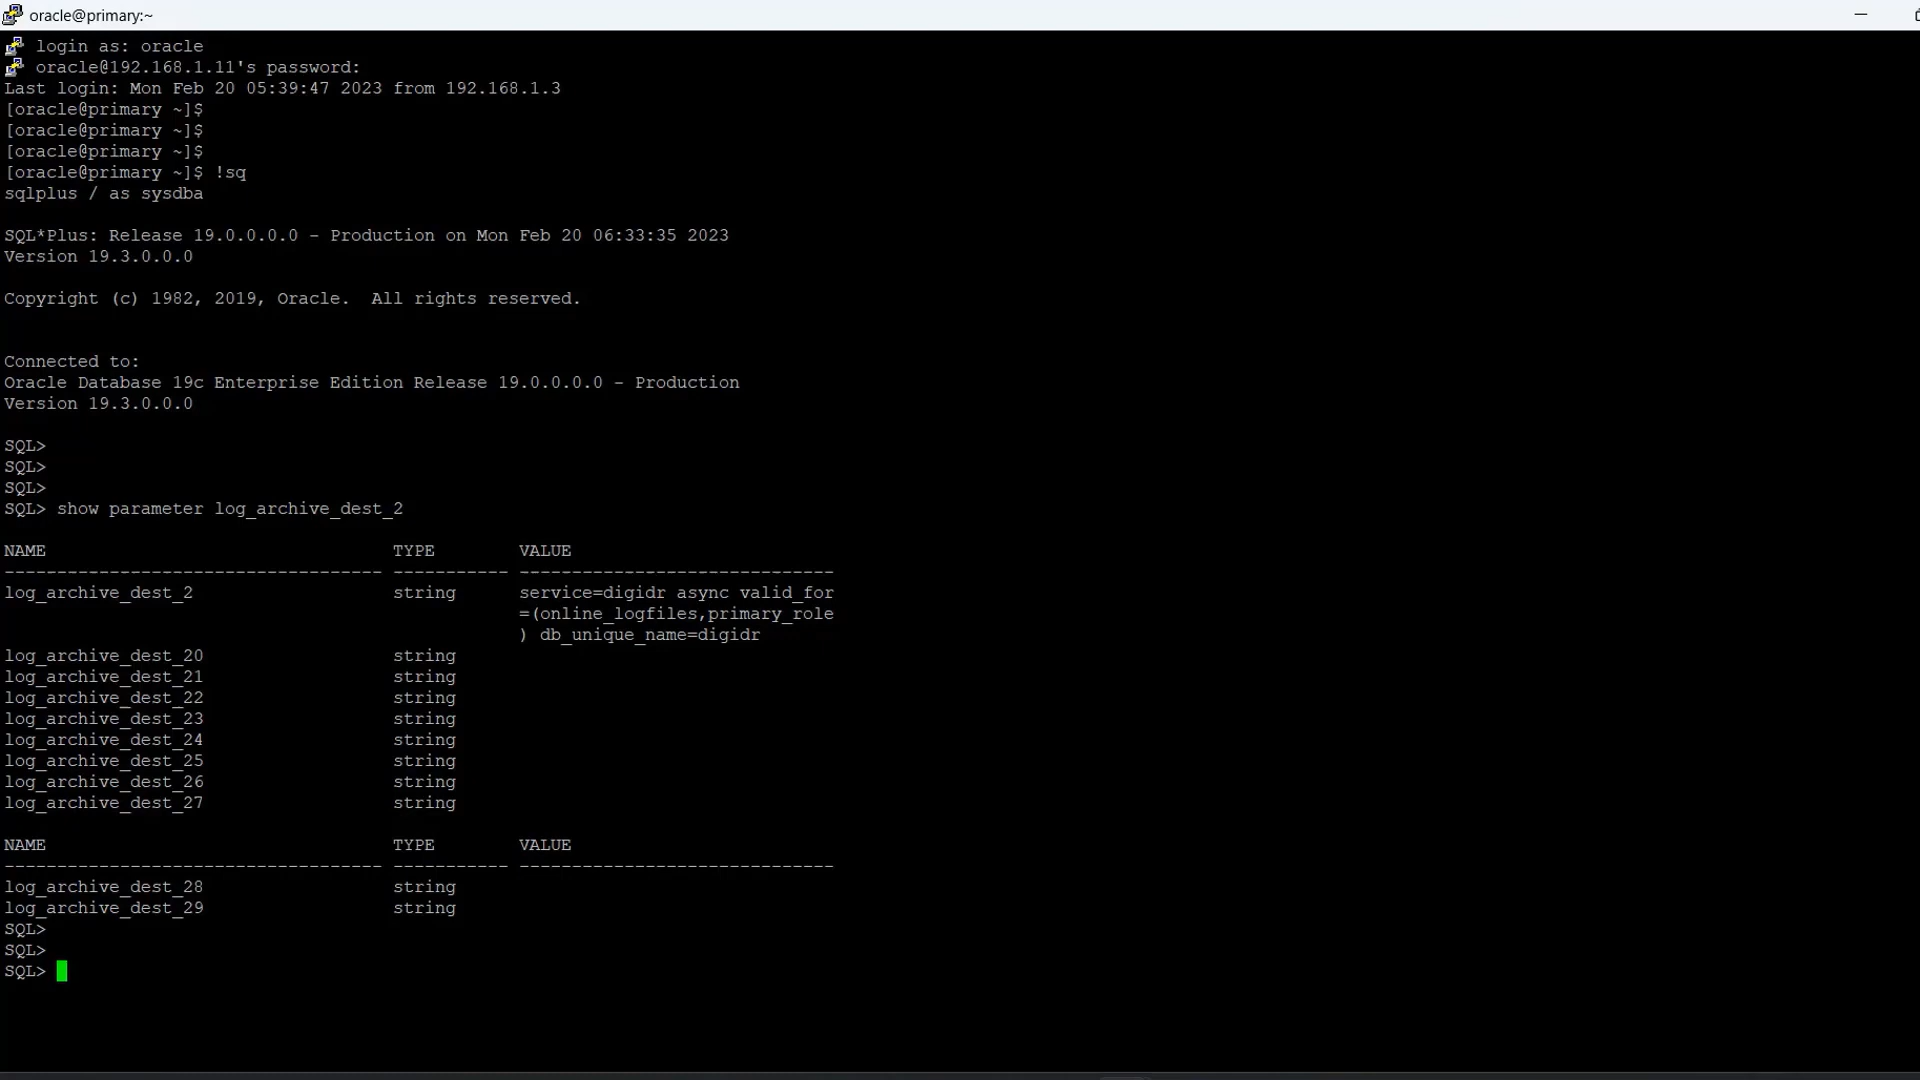 oracle@primary:~
login as: oracle
oracle@192.168.1.11's password:
Last login: Mon Feb 20 05:39:47 2023 from 192.168.1.3
[oracle@primary ~]$
[oracle@primary ~]$
[oracle@primary ~]$
[oracle@primary ~]$ !sq
sqlplus / as sysdba

SQL*Plus: Release 19.0.0.0.0 - Production on Mon Feb 20 06:33:35 2023
Version 19.3.0.0.0

Copyright (c) 1982, 2019, Oracle.  All rights reserved.


Connected to:
Oracle Database 19c Enterprise Edition Release 19.0.0.0.0 - Production
Version 19.3.0.0.0

SQL>
SQL>
SQL>
SQL> show parameter log_archive_dest_2

NAME                                 TYPE        VALUE
------------------------------------ ----------- ------------------------------
log_archive_dest_2                   string      service=digidr async valid_for
                                                 =(online_logfiles,primary_role
                                                 ) db_unique_name=digidr
log_archive_dest_20                  string
log_archive_dest_21                  string
log_archive_dest_22                  string
log_archive_dest_23                  string
log_archive_dest_24                  string
log_archive_dest_25                  string
log_archive_dest_26                  string
log_archive_dest_27                  string

NAME                                 TYPE        VALUE
------------------------------------ ----------- ------------------------------
log_archive_dest_28                  string
log_archive_dest_29                  string
SQL>
SQL>
SQL>